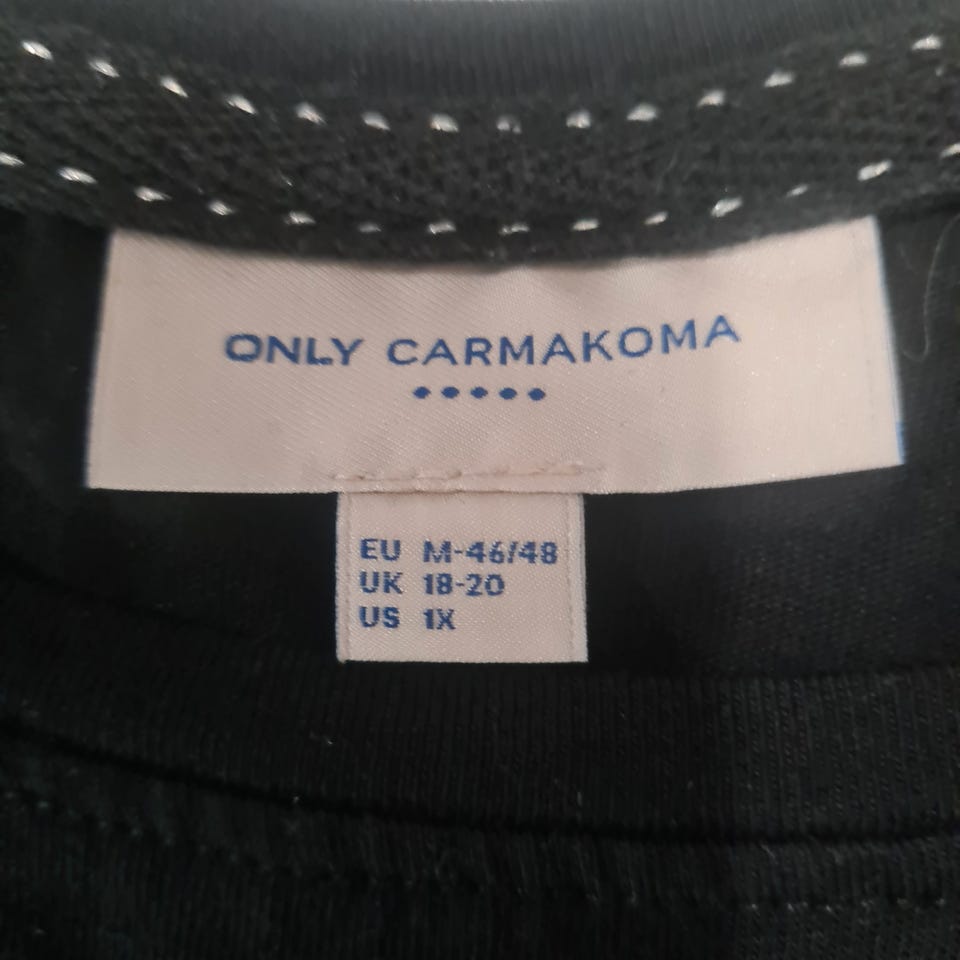 ONLY CARMAKOMA
EU M-46/48
UK 18-20
US 1X